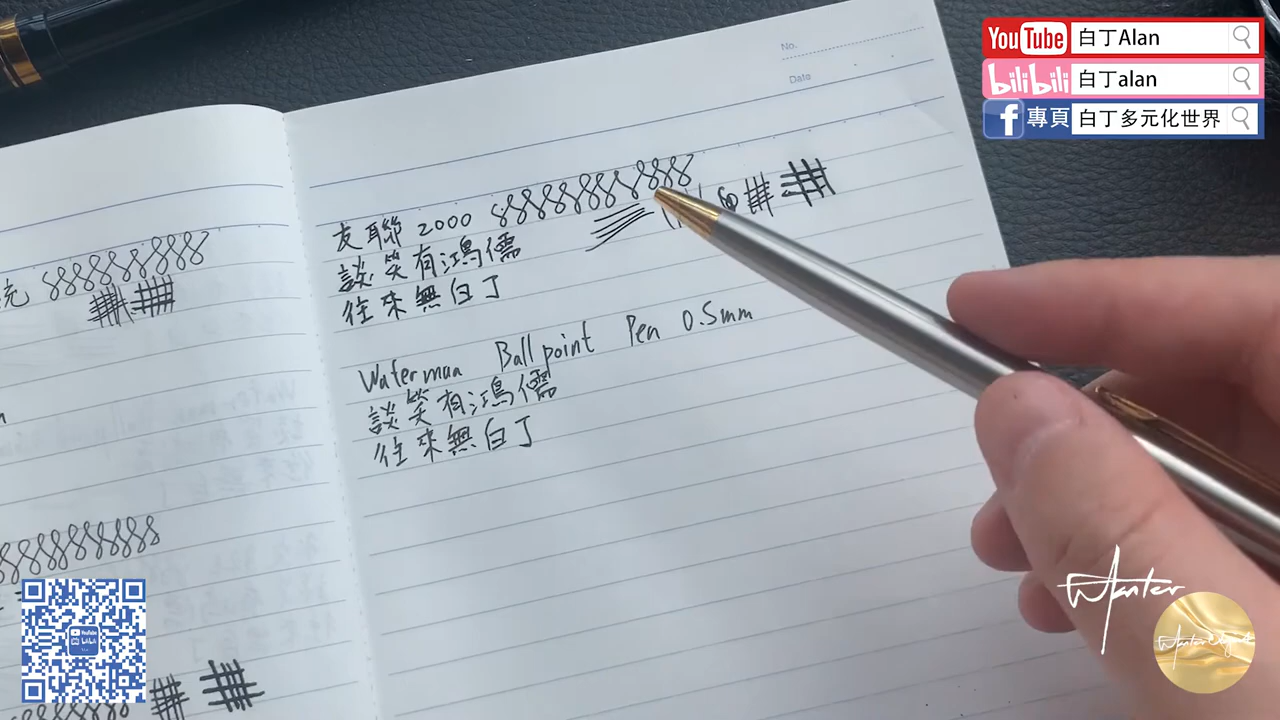 YouTube 白丁Alan
bilibili 白丁alan
f 專頁 白丁多元化世界
No.
Date
友聯 2000
談笑有鴻儒
往來無白丁
Waterman Ball point Pen 0.5mm
談笑有鴻儒
往來無白丁